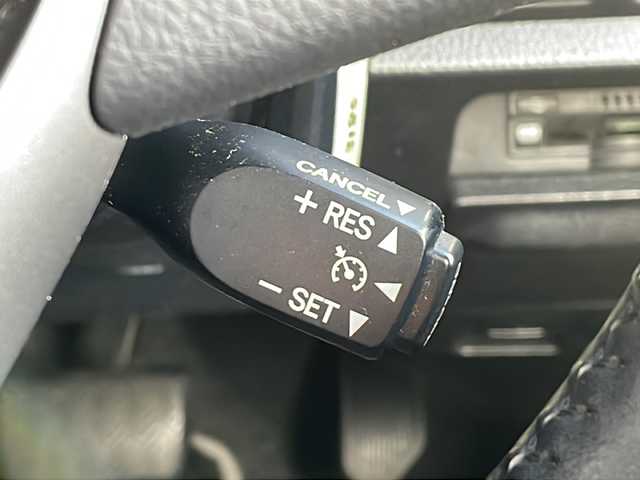 CANCEL ▼
+ RES ▲
◀
- SET ▼